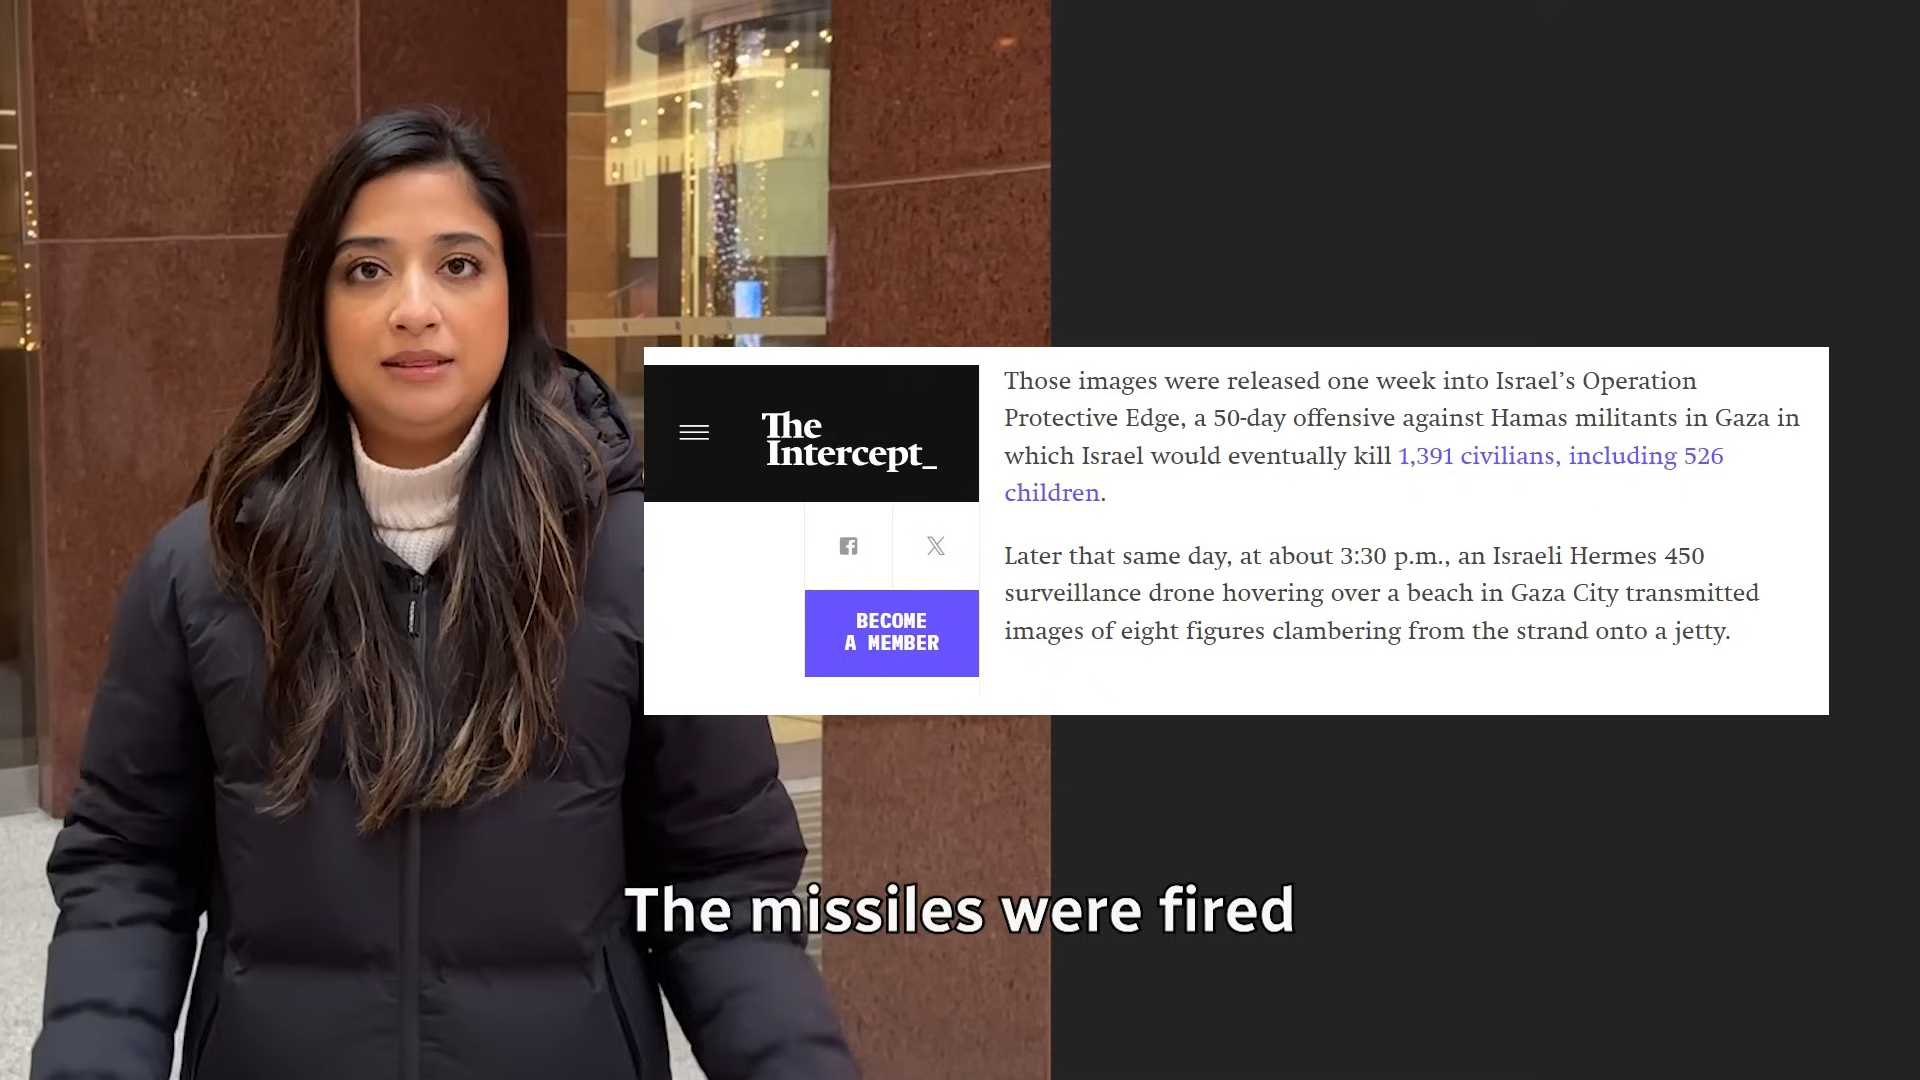 ZA
The
Intercept_
BECOME
A MEMBER
Those images were released one week into Israel’s Operation
Protective Edge, a 50-day offensive against Hamas militants in Gaza in
which Israel would eventually kill 1,391 civilians, including 526
children.
Later that same day, at about 3:30 p.m., an Israeli Hermes 450
surveillance drone hovering over a beach in Gaza City transmitted
images of eight figures clambering from the strand onto a jetty.
The missiles were fired